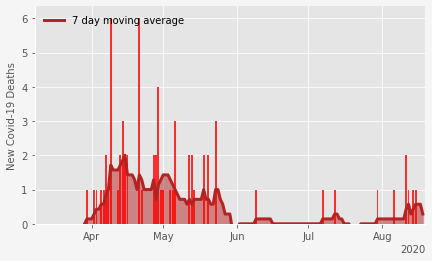 7 day moving average
New Covid-19 Deaths
6
5
4
3
2
1
0
Apr
May
Jun
Jul
Aug
2020